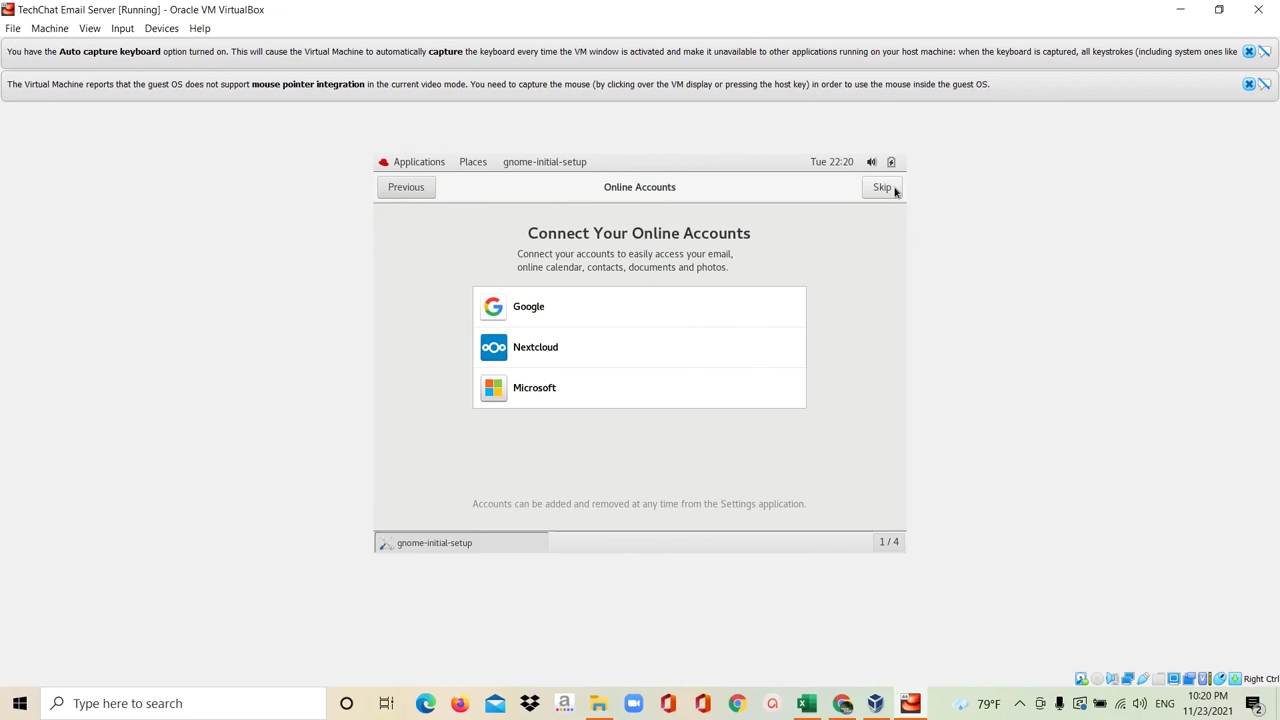 TechChat Email Server [Running] - Oracle VM VirtualBox
File Machine View Input Devices Help
You have the Auto capture keyboard option turned on. This will cause the Virtual Machine to automatically capture the keyboard every time the VM window is activated and make it unavailable to other applications running on your host machine: when the keyboard is captured, all keystrokes (including system ones like
The Virtual Machine reports that the guest OS does not support mouse pointer integration in the current video mode. You need to capture the mouse (by clicking over the VM display or pressing the host key) in order to use the mouse inside the guest OS.
Applications Places gnome-initial-setup Tue 22:20
Previous Online Accounts Skip
Connect Your Online Accounts
Connect your accounts to easily access your email,
online calendar, contacts, documents and photos.
Google
Nextcloud
Microsoft
Accounts can be added and removed at any time from the Settings application.
gnome-initial-setup 1 / 4
Right Ctrl
Type here to search
79°F
ENG
10:20 PM
11/23/2021
2